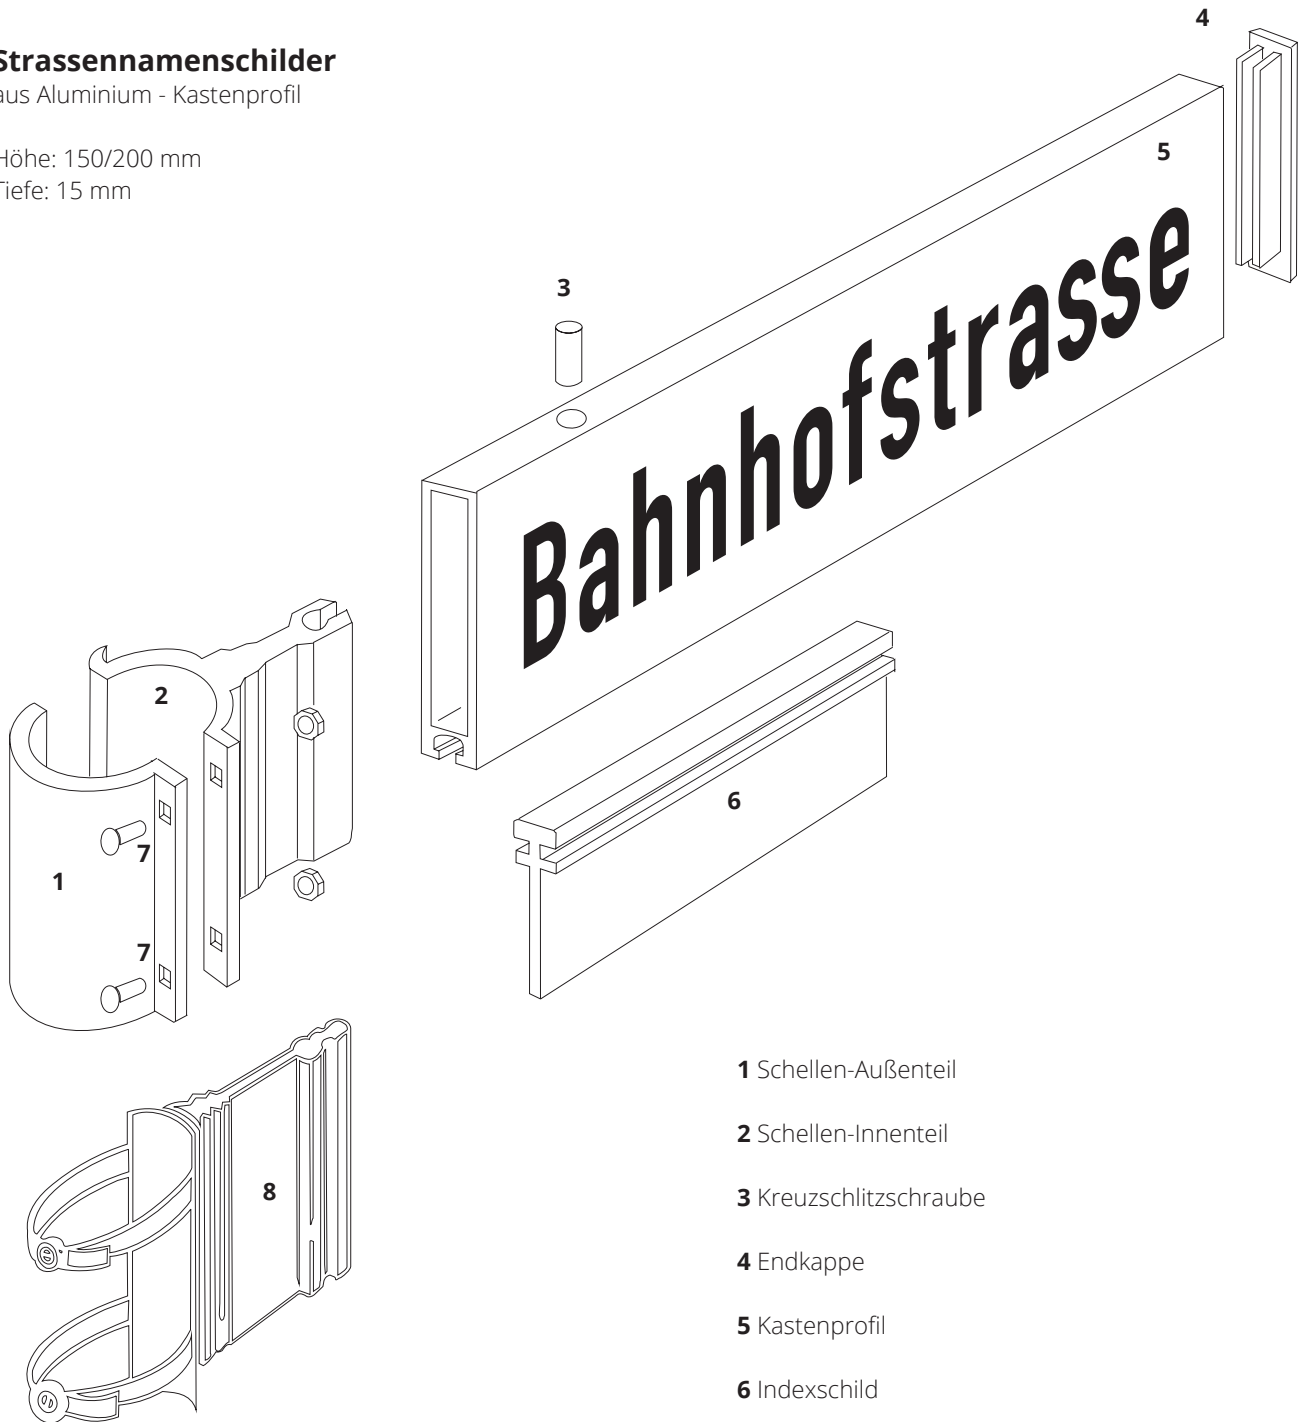 4
Strassennamenschilder
aus Aluminium - Kastenprofil
Höhe: 150/200 mm
Tiefe: 15 mm
5
3
Bahnhofstrasse
2
6
7
1
7
8
1 Schellen-Außenteil
2 Schellen-Innenteil
3 Kreuzschlitzschraube
4 Endkappe
5 Kastenprofil
6 Indexschild